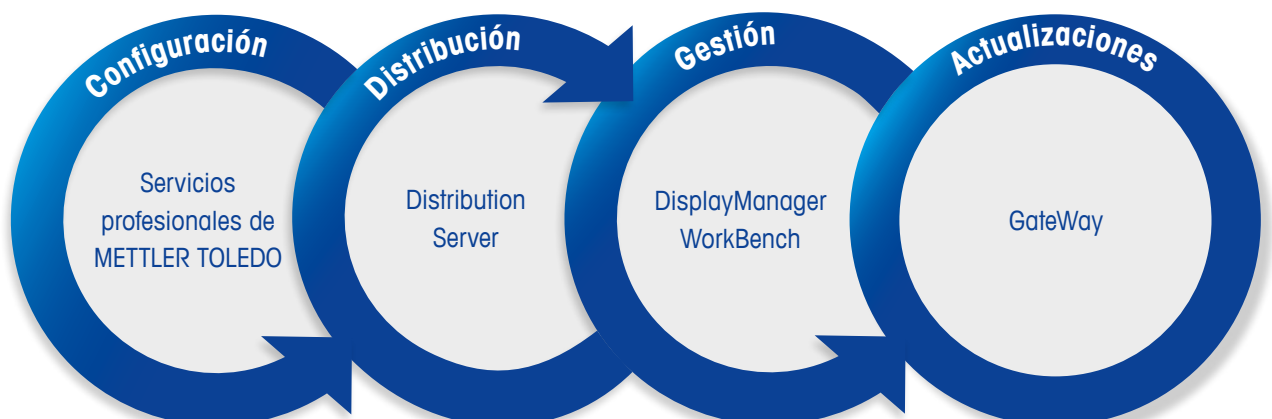 Configuración
Servicios
profesionales de
METTLER TOLEDO
Distribución
Distribution
Server
Gestión
DisplayManager
WorkBench
Actualizaciones
GateWay